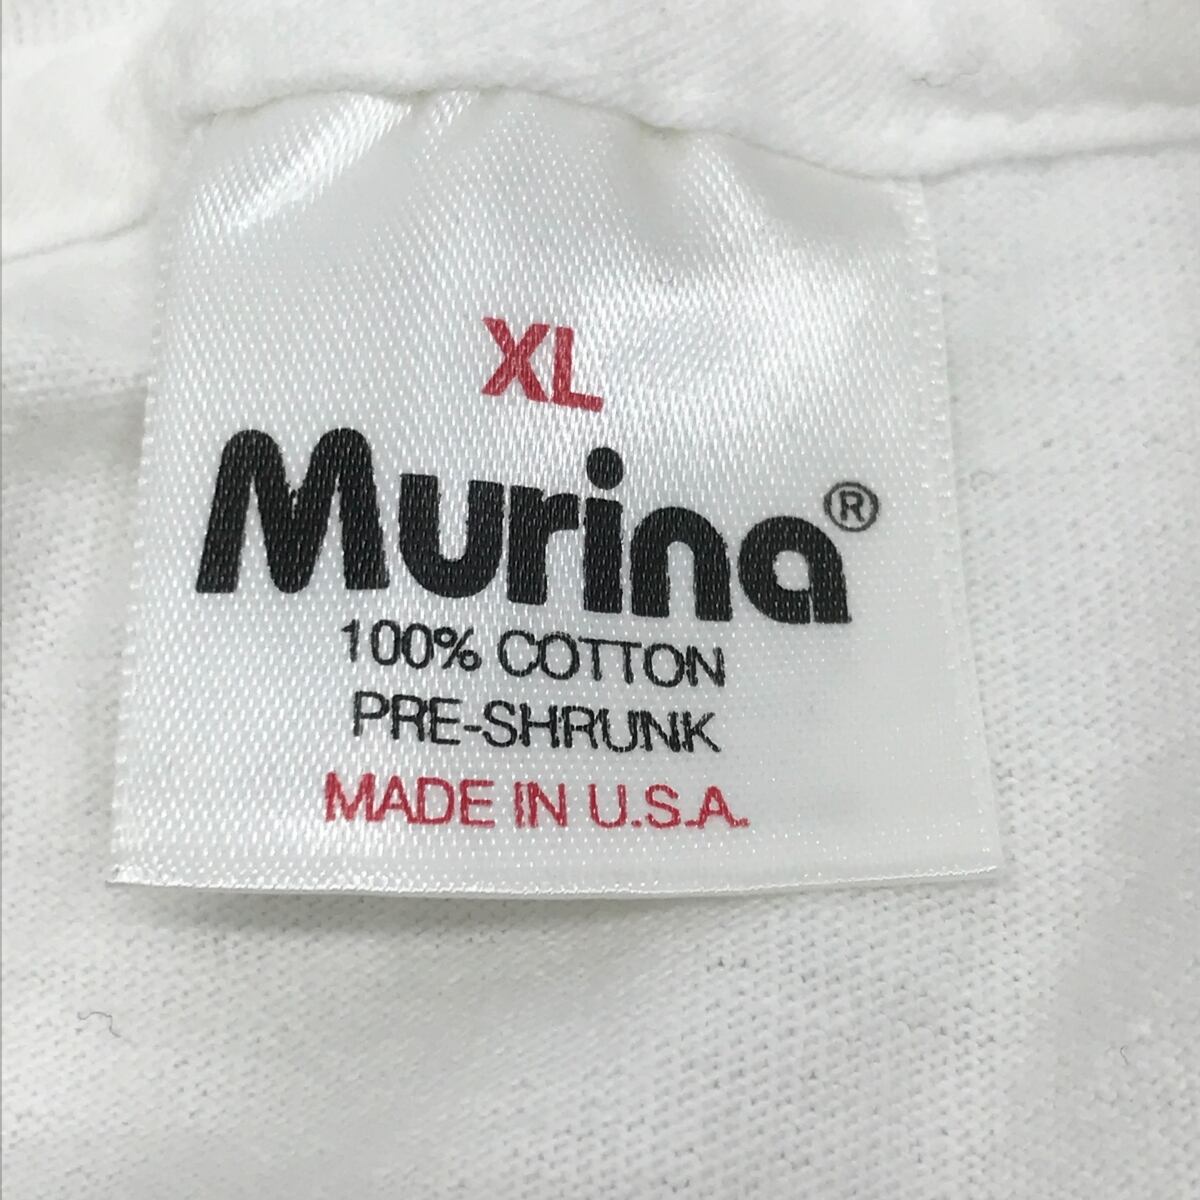 XL
Murina®
100% COTTON
PRE-SHRUNK
MADE IN U.S.A.